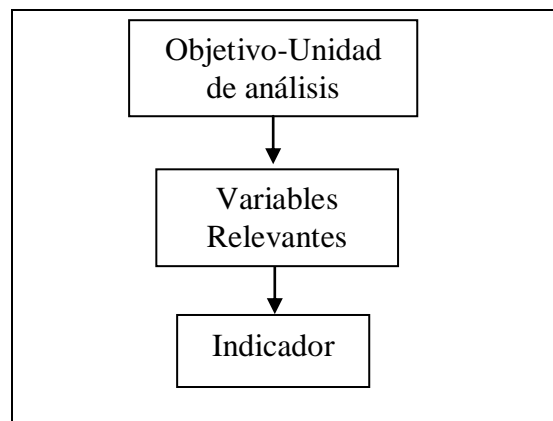 Objetivo-Unidad
de análisis
Variables
Relevantes
Indicador